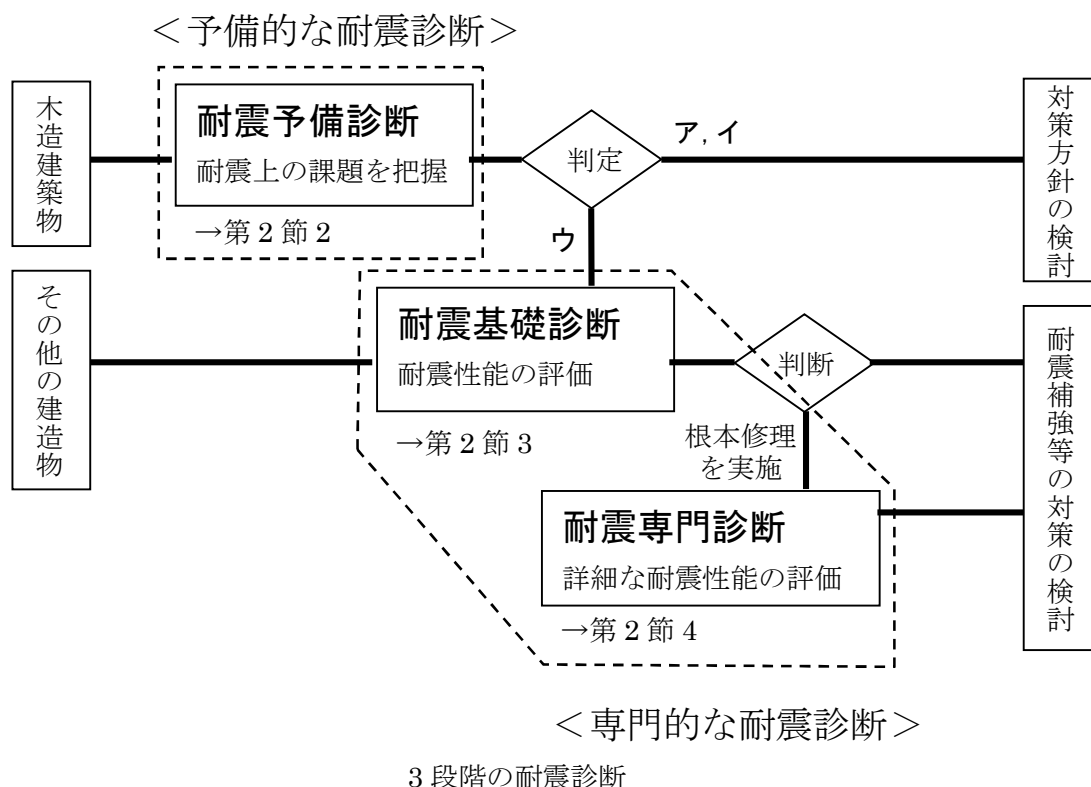 ＜予備的な耐震診断＞
木造建築物
耐震予備診断
耐震上の課題を把握
→第２節２
判定
ア，イ
ウ
対策方針の検討
その他の建造物
耐震基礎診断
耐震性能の評価
→第２節３
判断
根本修理
を実施
耐震専門診断
詳細な耐震性能の評価
→第２節４
耐震補強等の対策の検討
＜専門的な耐震診断＞
３段階の耐震診断